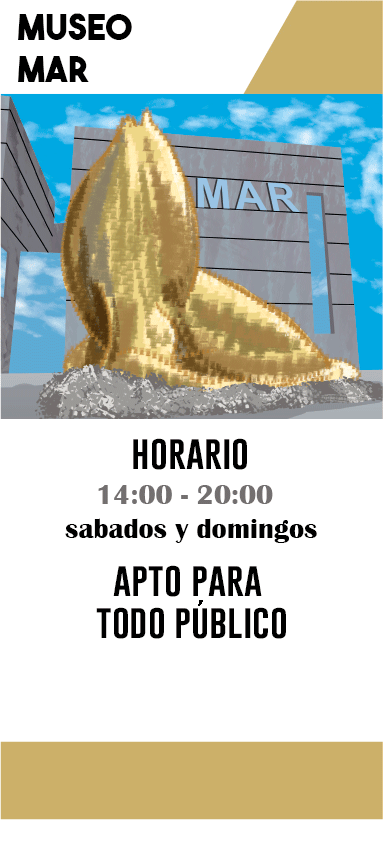 MUSEO
MAR
MAR
HORARIO
14:00 - 20:00
sabados y domingos
APTO PARA
TODO PÚBLICO